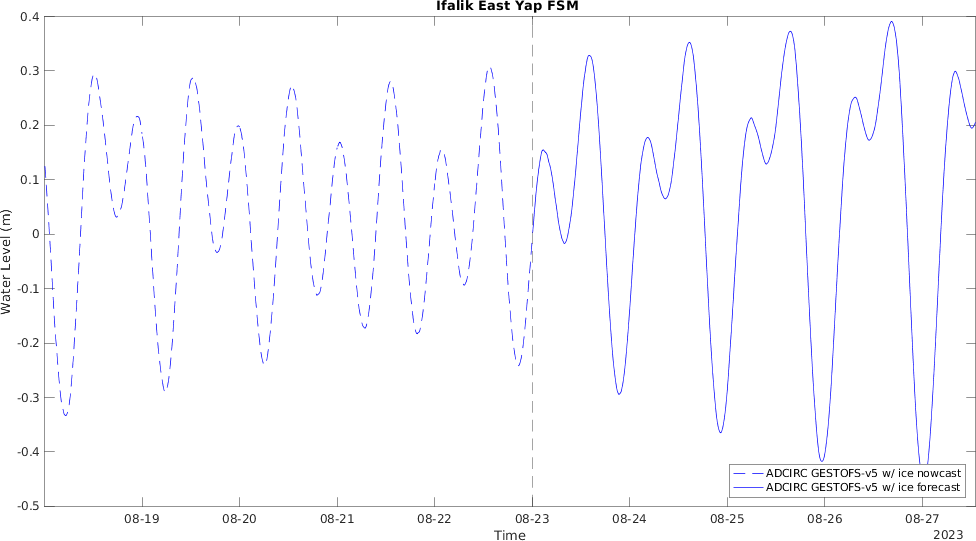 Ifalik East Yap FSM
Water Level (m)
0.4
0.3
0.2
0.1
0
-0.1
-0.2
-0.3
-0.4
-0.5
ADCIRC GESTOFS-v5 w/ ice nowcast
ADCIRC GESTOFS-v5 w/ ice forecast
08-19 08-20 08-21 08-22 08-23 08-24 08-25 08-26 08-27
Time
2023